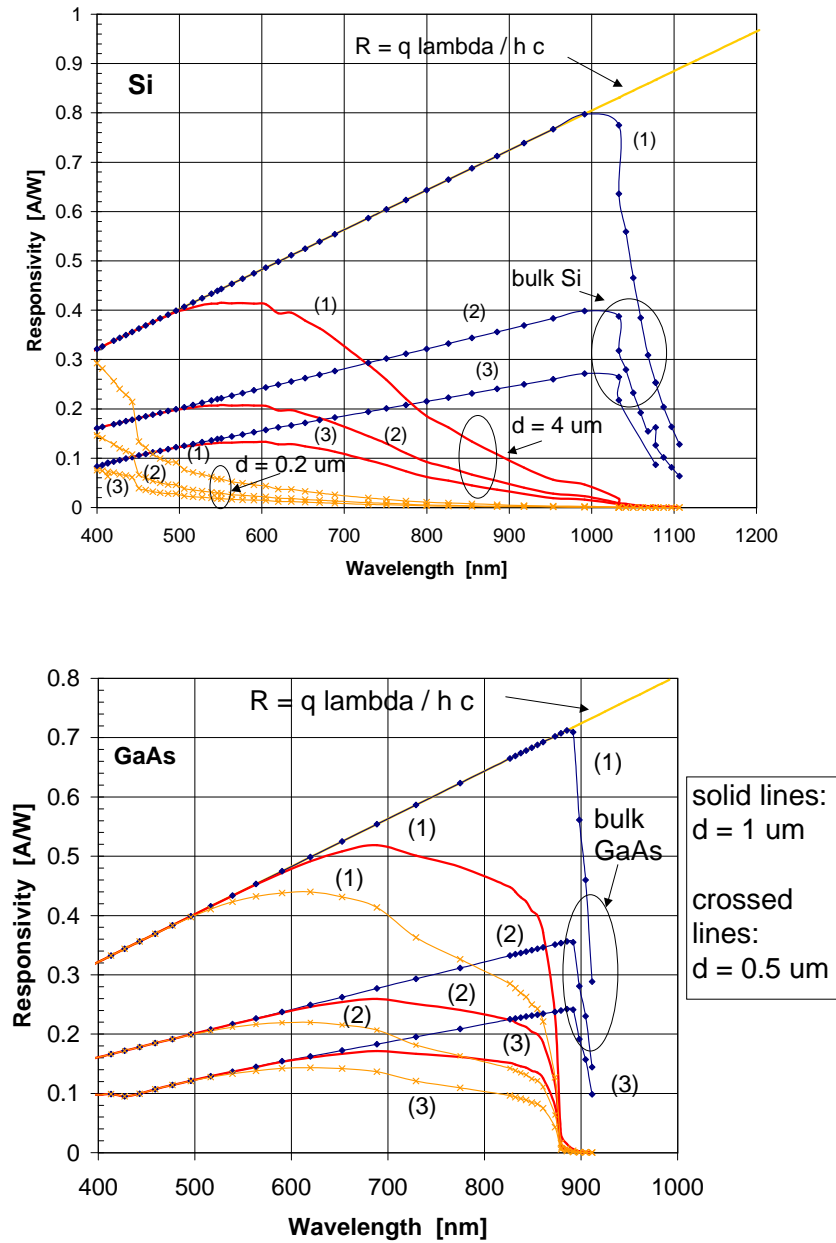 1
R = q lambda / h c
0.9
Si
0.8
(1)
0.7
0.6
Responsivity [A/W]
0.5
bulk Si
(1)
(2)
0.4
(3)
0.3
0.2
(1)
(3)
(2)
d = 4 um
0.1
(2)
d = 0.2 um
(3)
0
400 500 600 700 800 900 1000 1100 1200
Wavelength [nm]
0.8
R = q lambda / h c
0.7
GaAs
(1)
solid lines:
d = 1 um
crossed
lines:
d = 0.5 um
0.6
(1)
bulk
GaAs
0.5
(1)
Responsivity [A/W]
0.4
(2)
0.3
(2)
(2)
0.2
(3)
(3)
(3)
0.1
0
400 500 600 700 800 900 1000
Wavelength [nm]